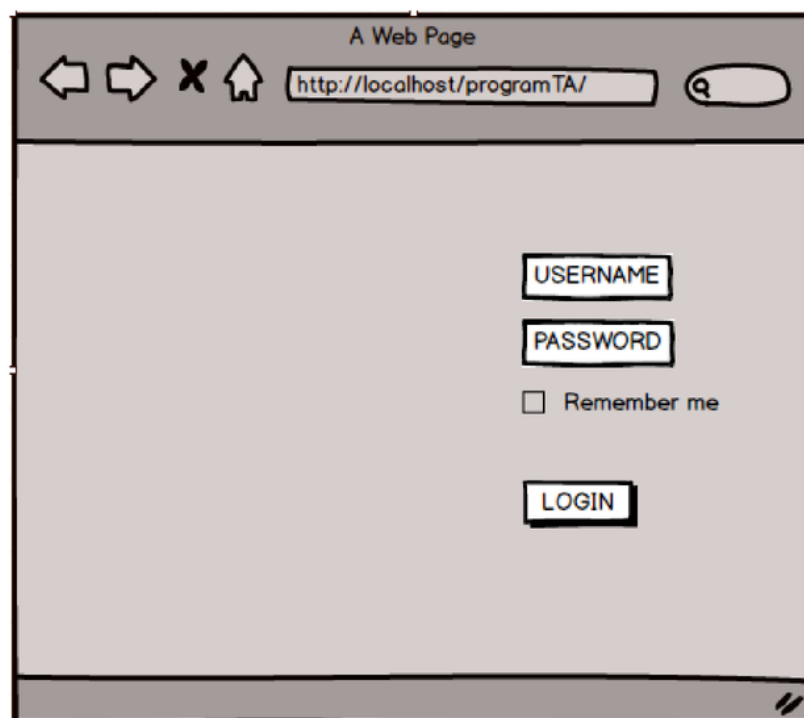 A Web Page
http://localhost/programTA/
USERNAME
PASSWORD
Remember me
LOGIN